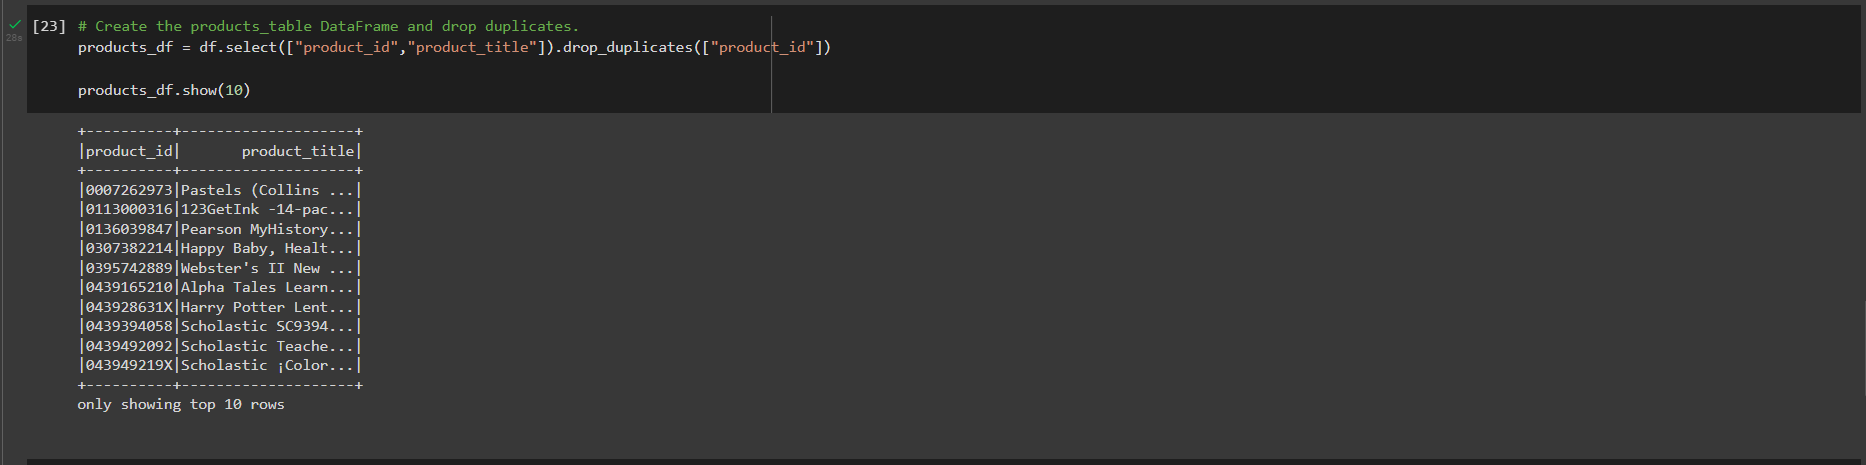 [23] # Create the products_table DataFrame and drop duplicates.
products_df = df.select(["product_id","product_title"]).drop_duplicates(["product_id"])
products_df.show(10)
28s
+----------+--------------------+
|product_id|       product_title|
+----------+--------------------+
|0007262973|Pastels (Collins ...|
|0113000316|123GetInk -14-pac...|
|0136039847|Pearson MyHistory...|
|0307382214|Happy Baby, Healt...|
|0395742889|Webster's II New ...|
|0439165210|Alpha Tales Learn...|
|043928631X|Harry Potter Lent...|
|0439394058|Scholastic SC9394...|
|0439492092|Scholastic Teache...|
|043949219X|Scholastic ¡Color...|
+----------+--------------------+
only showing top 10 rows